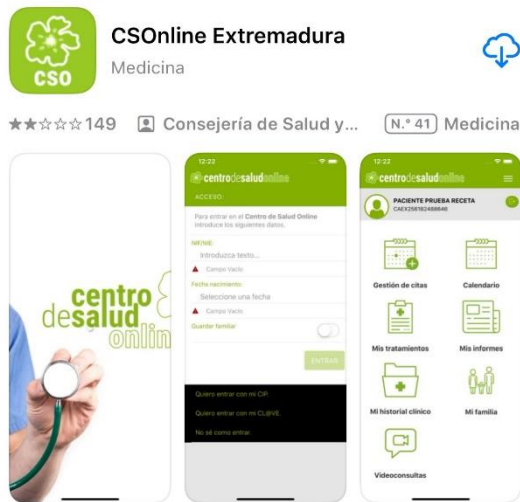 CSO
CSOnline Extremadura
Medicina
149
Consejería de Salud y...
N.º 41
Medicina
centro
desalud
onlin
12:22
centrodesaludonline
ACCESO:
Para entrar en el Centro de Salud Online
introduce los siguientes datos.
NIF/NIE:
Introduzca texto...
Campo Vacío
Fecha nacimiento:
Seleccione una fecha
Campo Vacío
Guardar familiar
ENTRAR
Quiero entrar con mi CIP.
Quiero entrar con mi CL@VE.
No sé como entrar.
12:22
centrodesaludonline
PACIENTE PRUEBA RECETA
Gestión de citas
Calendario
Mis tratamientos
Mis informes
Mi historial clínico
Mi familia
Videoconsultas